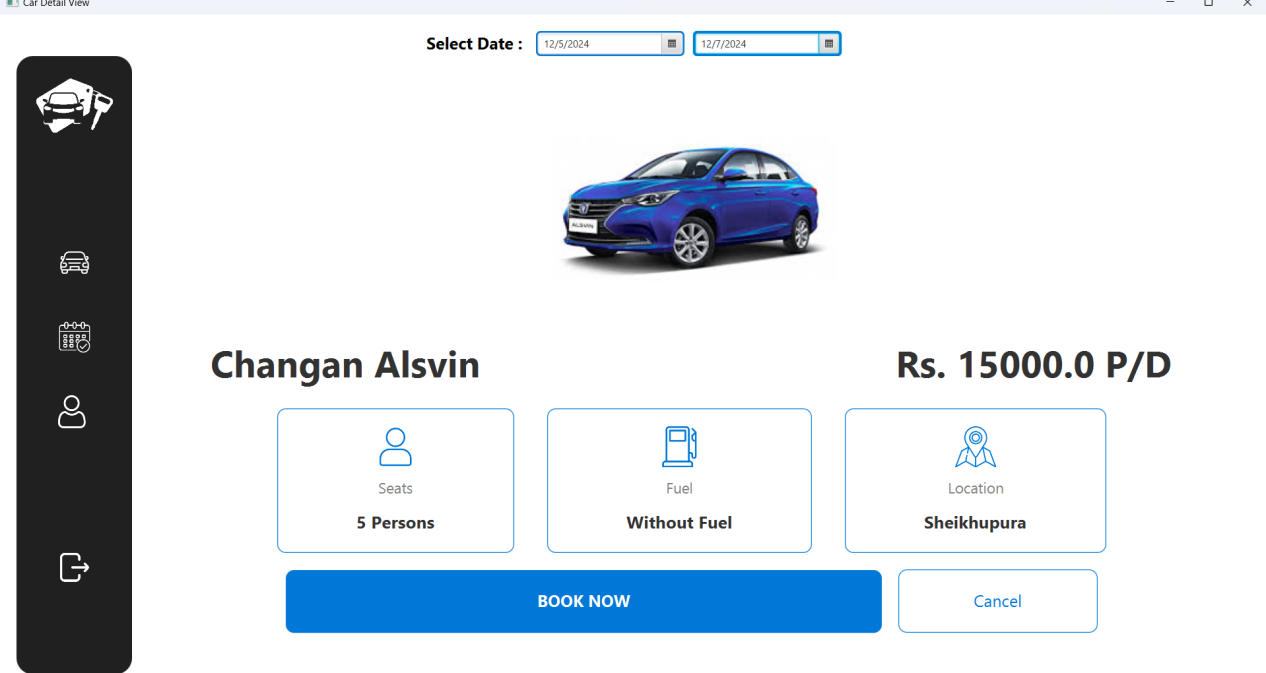 Car Detail View
Select Date : 12/5/2024 12/7/2024
ALSVIN
Changan Alsvin Rs. 15000.0 P/D
Seats Fuel Location
5 Persons Without Fuel Sheikhupura
BOOK NOW Cancel